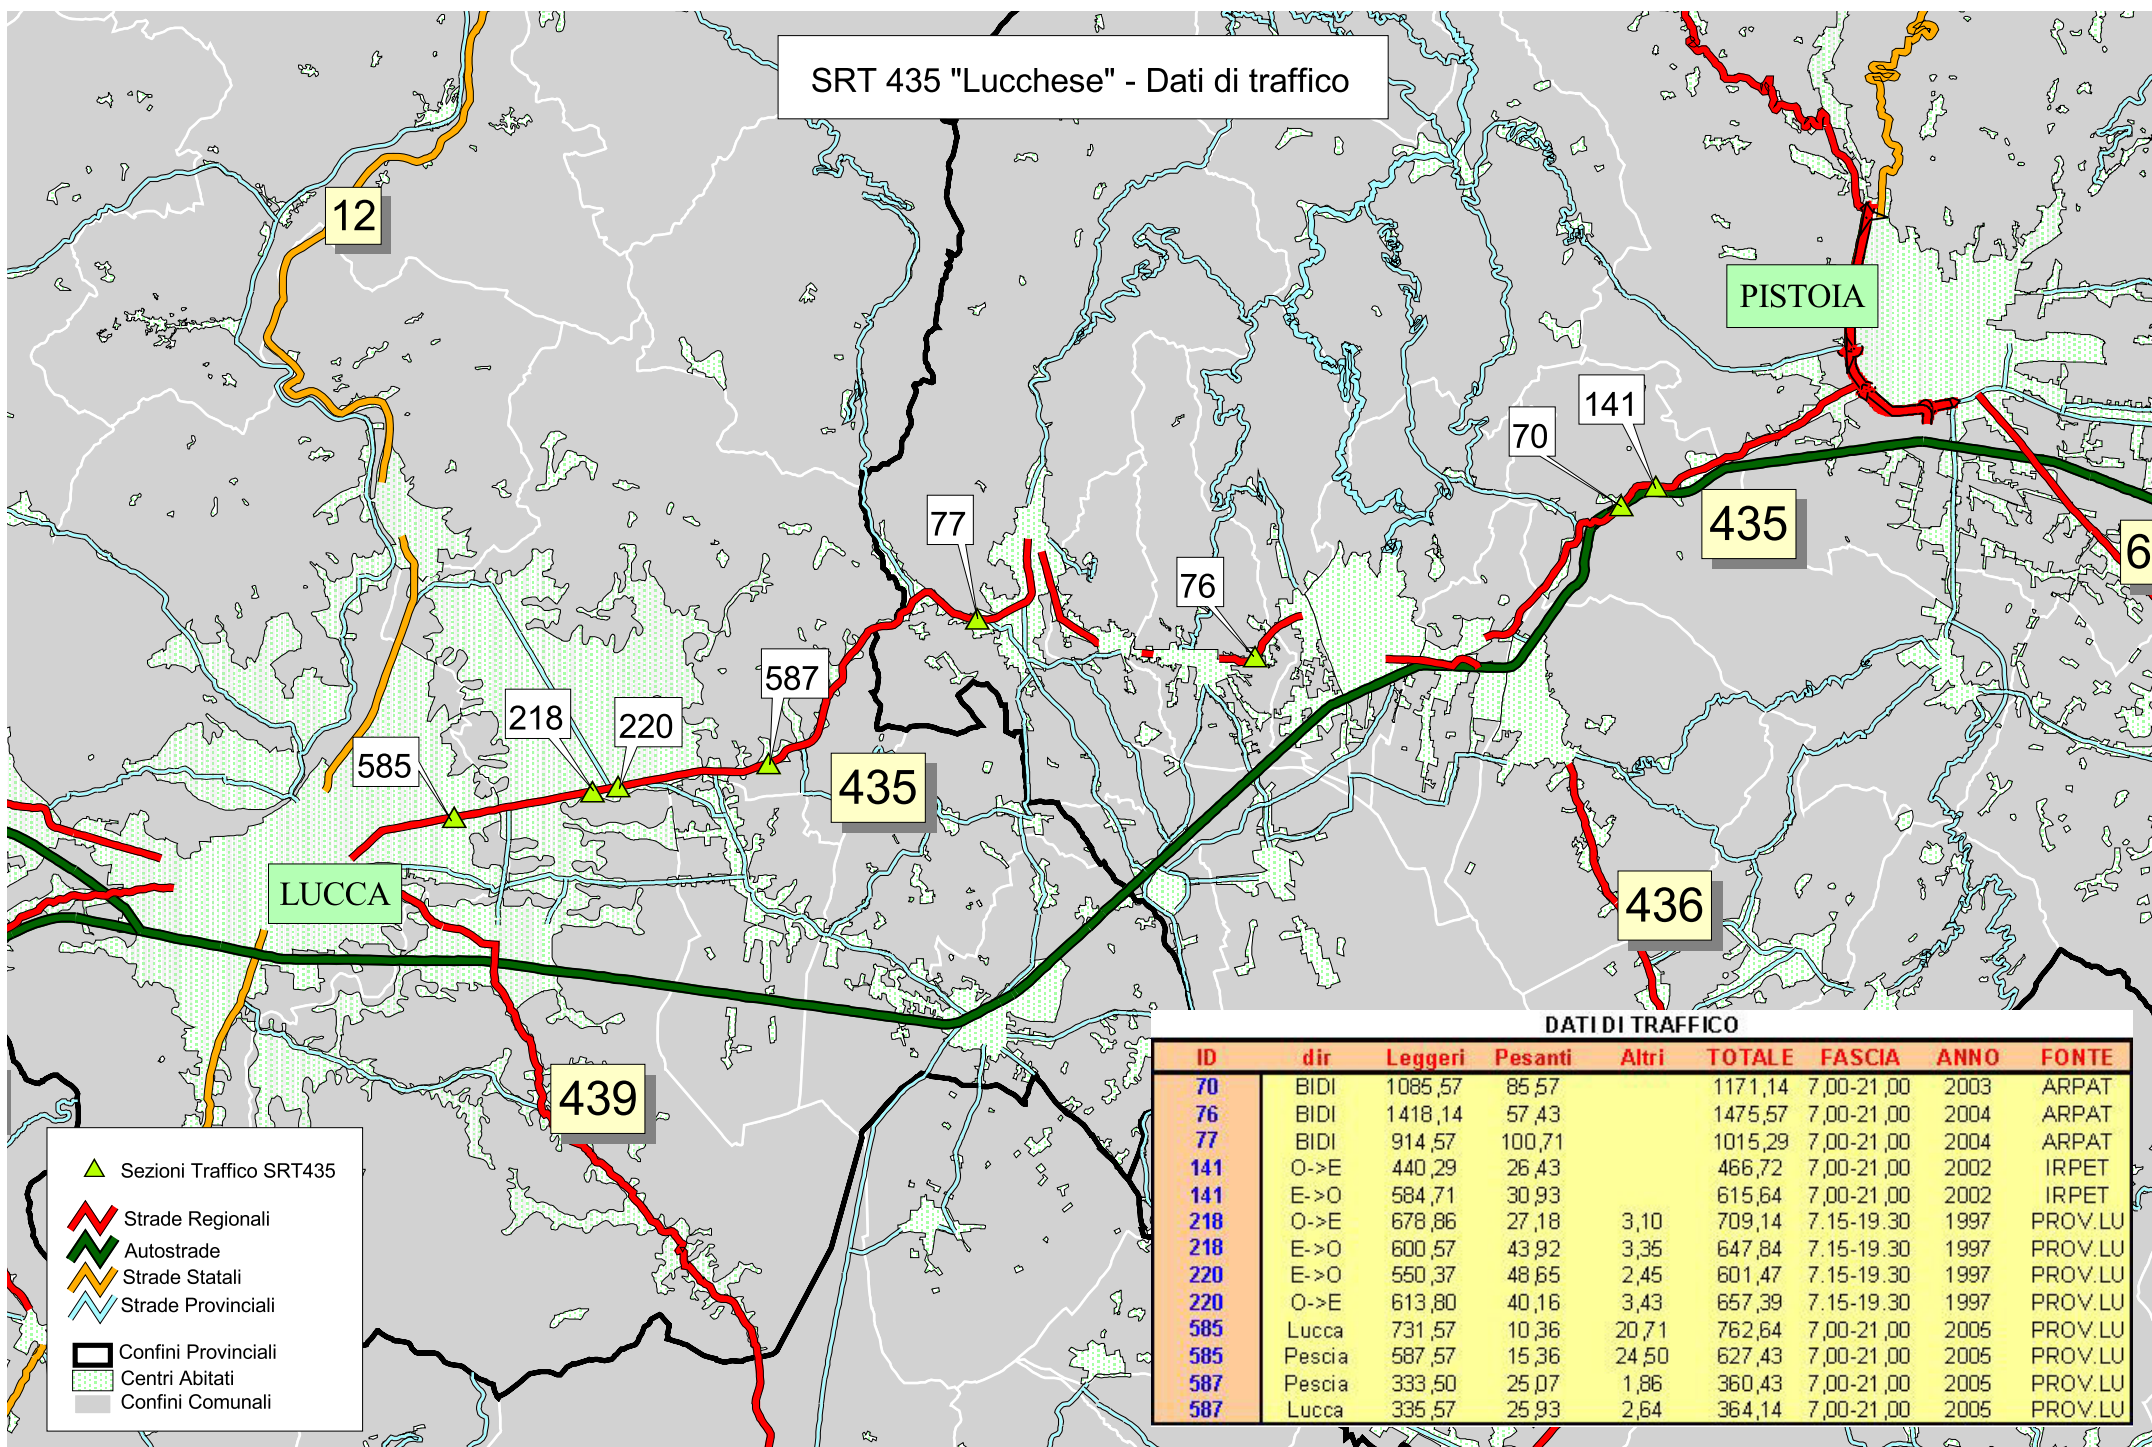 SRT 435 "Lucchese" - Dati di traffico
12
PISTOIA
141
70
435
6
77
76
587
218
220
585
435
LUCCA
436
439
Sezioni Traffico SRT435
Strade Regionali
Autostrade
Strade Statali
Strade Provinciali
Confini Provinciali
Centri Abitati
Confini Comunali
DATI DI TRAFFICO
ID dir Leggeri Pesanti Altri TOTALE FASCIA ANNO FONTE
70 BIDI 1085,57 85,57 1171,14 7,00-21,00 2003 ARPAT
76 BIDI 1418,14 57,43 1475,57 7,00-21,00 2004 ARPAT
77 BIDI 914,57 100,71 1015,29 7,00-21,00 2004 ARPAT
141 O->E 440,29 26,43 466,72 7,00-21,00 2002 IRPET
141 E->O 584,71 30,93 615,64 7,00-21,00 2002 IRPET
218 O->E 678,86 27,18 3,10 709,14 7.15-19.30 1997 PROV.LU
218 E->O 600,57 43,92 3,35 647,84 7.15-19.30 1997 PROV.LU
220 E->O 550,37 48,65 2,45 601,47 7.15-19.30 1997 PROV.LU
220 O->E 613,80 40,16 3,43 657,39 7.15-19.30 1997 PROV.LU
585 Lucca 731,57 10,36 20,71 762,64 7,00-21,00 2005 PROV.LU
585 Pescia 587,57 15,36 24,50 627,43 7,00-21,00 2005 PROV.LU
587 Pescia 333,50 25,07 1,86 360,43 7,00-21,00 2005 PROV.LU
587 Lucca 335,57 25,93 2,64 364,14 7,00-21,00 2005 PROV.LU